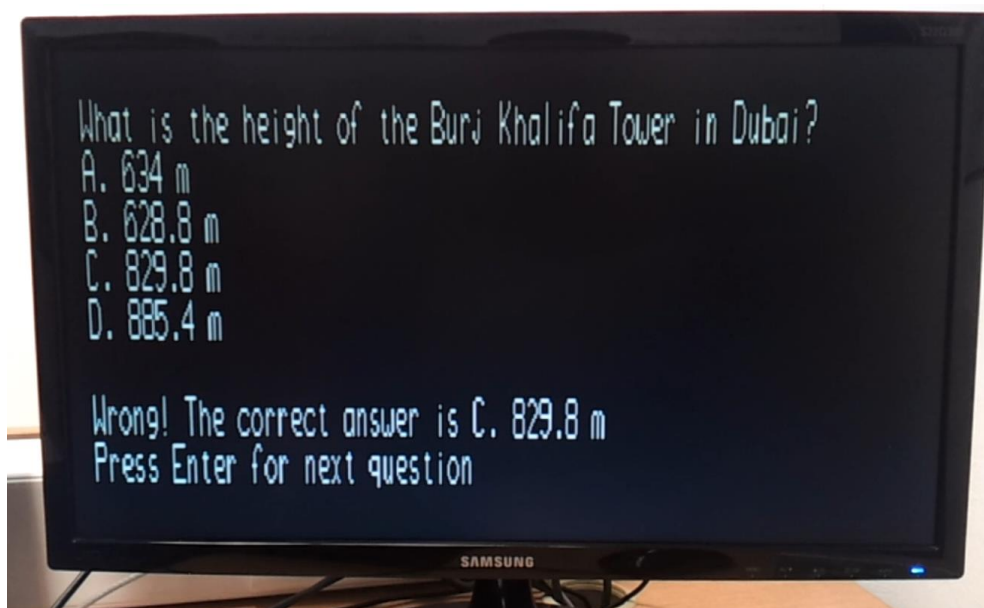 What is the height of the Burj Khalifa Tower in Dubai?
A. 634 m
B. 628.8 m
C. 829.8 m
D. 885.4 m
Wrong! The correct answer is C. 829.8 m
Press Enter for next question
SAMSUNG